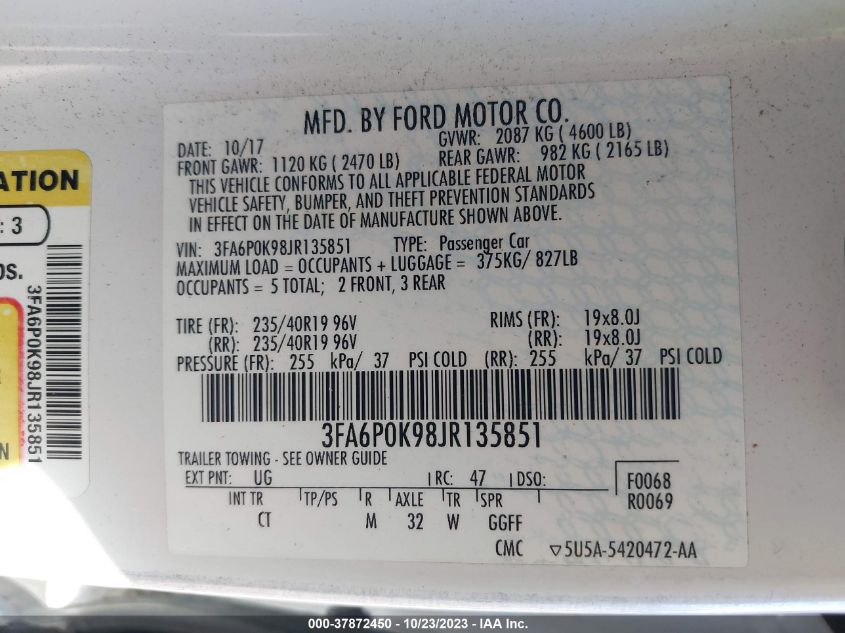 MFD. BY FORD MOTOR CO.
DATE: 10/17 GVWR: 2087 KG ( 4600 LB)
FRONT GAWR: 1120 KG ( 2470 LB) REAR GAWR: 982 KG ( 2165 LB)
THIS VEHICLE CONFORMS TO ALL APPLICABLE FEDERAL MOTOR
VEHICLE SAFETY, BUMPER, AND THEFT PREVENTION STANDARDS
IN EFFECT ON THE DATE OF MANUFACTURE SHOWN ABOVE.
VIN: 3FA6P0K98JR135851 TYPE: Passenger Car
MAXIMUM LOAD = OCCUPANTS + LUGGAGE = 375KG/ 827LB
OCCUPANTS = 5 TOTAL; 2 FRONT, 3 REAR
TIRE (FR): 235/40R19 96V RIMS (FR): 19x8.0J
(RR): 235/40R19 96V (RR): 19x8.0J
PRESSURE (FR): 255 kPa/ 37 PSI COLD (RR): 255 kPa/ 37 PSI COLD
3FA6P0K98JR135851
TRAILER TOWING - SEE OWNER GUIDE
EXT PNT: UG RC: 47 DSO: F0068
INT TR TP/PS R AXLE TR SPR R0069
CT M 32 W GGFF
CMC ▽5U5A-5420472-AA
ATION
: 3
OS.
3FA6P0K98JR135851
N
000-37872450 - 10/23/2023 - IAA Inc.